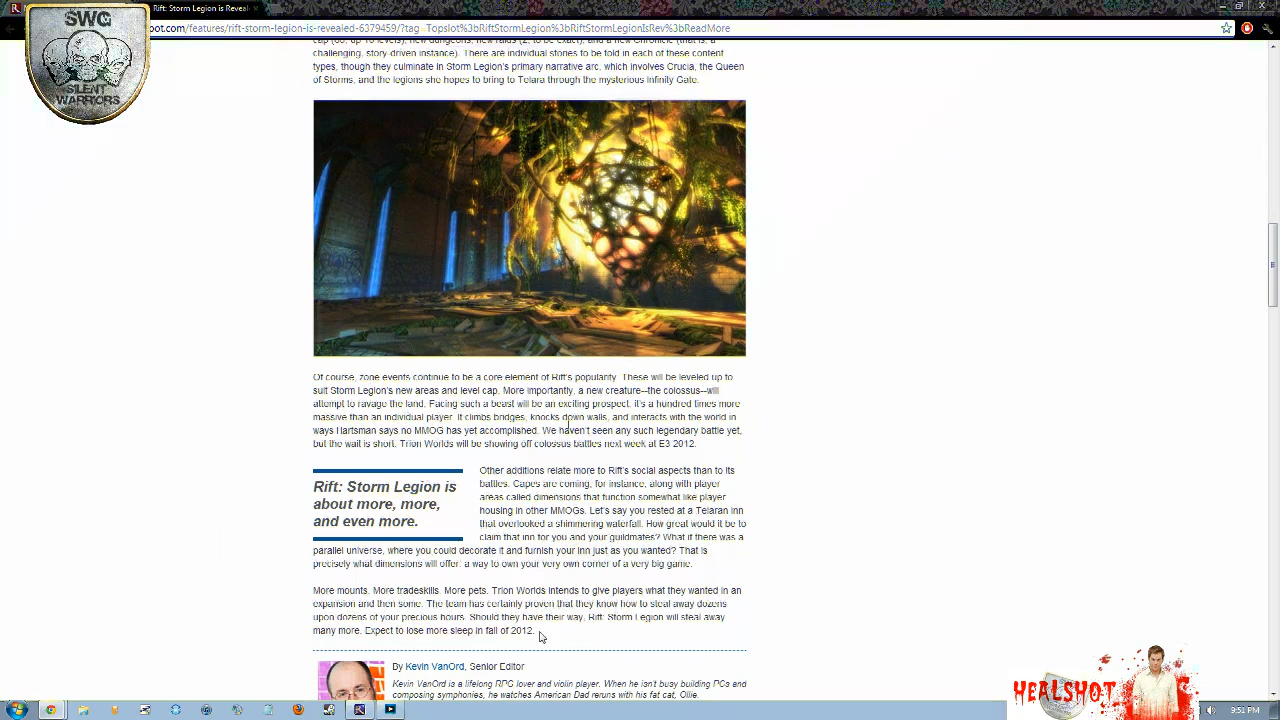 Rift: Storm Legion is Reveal
pot.com/features/rift-storm-legion-is-revealed-6379459/?tag=Topslot%3bRiftStormLegion%3bRiftStormLegionIsRev%3bReadMore
SWG
SILENT
WARRIORS
challenging, story-driven instance). There are individual stories to be told in each of these content
types, though they culminate in Storm Legion's primary narrative arc, which involves Crucia, the Queen
of Storms, and the legions she hopes to bring to Telara through the mysterious Infinity Gate.
Of course, zone events continue to be a core element of Rift's popularity. These will be leveled up to
suit Storm Legion's new areas and level cap. More importantly, a new creature--the colossus--will
attempt to ravage the land. Facing such a beast will be an exciting prospect, it's a hundred times more
massive than an individual player. It climbs bridges, knocks down walls, and interacts with the world in
ways Hartsman says no MMOG has yet accomplished. We haven't seen any such legendary battle yet,
but the wait is short. Trion Worlds will be showing off colossus battles next week at E3 2012.
Rift: Storm Legion is
about more, more,
and even more.
Other additions relate more to Rift's social aspects than to its
battles. Capes are coming, for instance, along with player
areas called dimensions that function somewhat like player
housing in other MMOGs. Let's say you rested at a Telaran inn
that overlooked a shimmering waterfall. How great would it be to
claim that inn for you and your guildmates? What if there was a
parallel universe, where you could decorate it and furnish your inn just as you wanted? That is
precisely what dimensions will offer: a way to own your very own corner of a very big game.
More mounts. More tradeskills. More pets. Trion Worlds intends to give players what they wanted in an
expansion and then some. The team has certainly proven that they know how to steal away dozens
upon dozens of your precious hours. Should they have their way, Rift: Storm Legion will steal away
many more. Expect to lose more sleep in fall of 2012.
By Kevin VanOrd, Senior Editor
Kevin VanOrd is a lifelong RPG lover and violin player. When he isn't busy building PCs and
composing symphonies, he watches American Dad reruns with his fat cat, Ollie.
HEALSHOT
9:51 PM